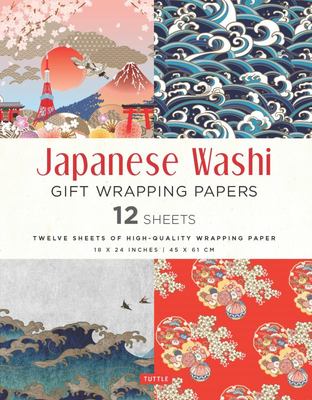 Japanese Washi
GIFT WRAPPING PAPERS
12 SHEETS
TWELVE SHEETS OF HIGH-QUALITY WRAPPING PAPER
18 X 24 INCHES / 45 X 61 CM
TUTTLE